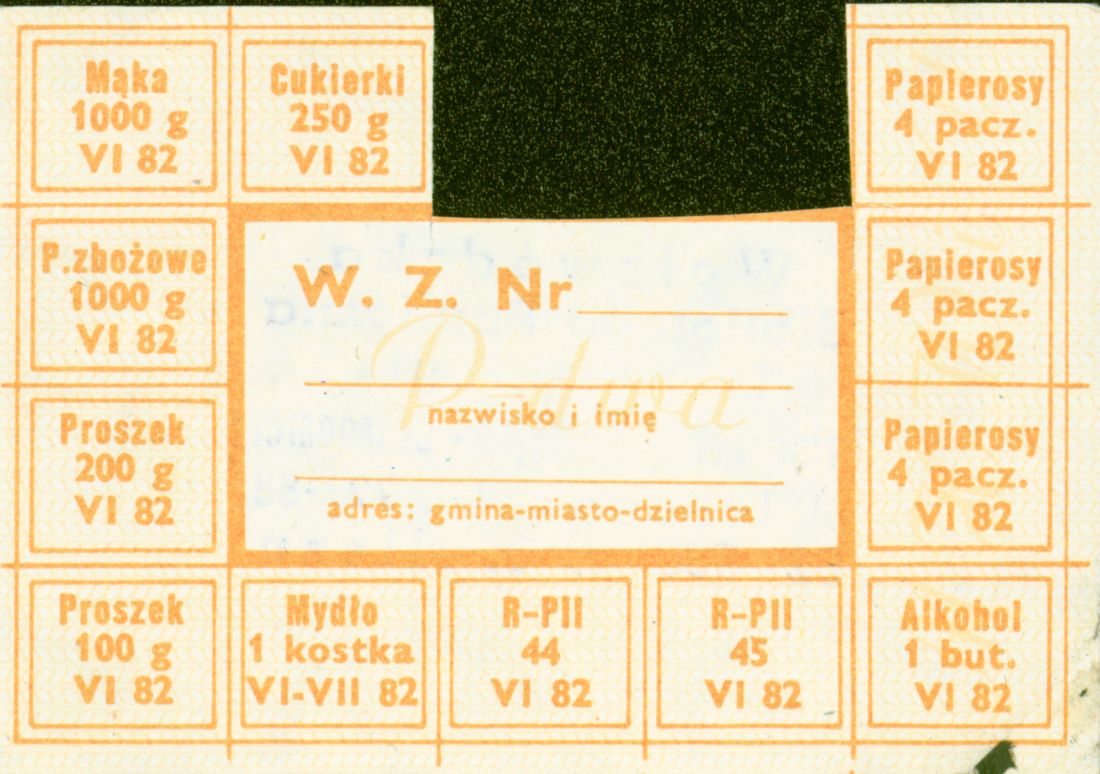 Mąka
1000 g
VI 82
Cukierki
250 g
VI 82
Papierosy
4 pacz.
VI 82
P.zbożowe
1000 g
VI 82
W. Z. Nr
Papierosy
4 pacz.
VI 82
nazwisko i imię
Proszek
200 g
VI 82
Papierosy
4 pacz.
VI 82
adres: gmina-miasto-dzielnica
Proszek
100 g
VI 82
Mydło
1 kostka
VI-VII 82
R-PII
44
VI 82
R-PII
45
VI 82
Alkohol
1 but.
VI 82